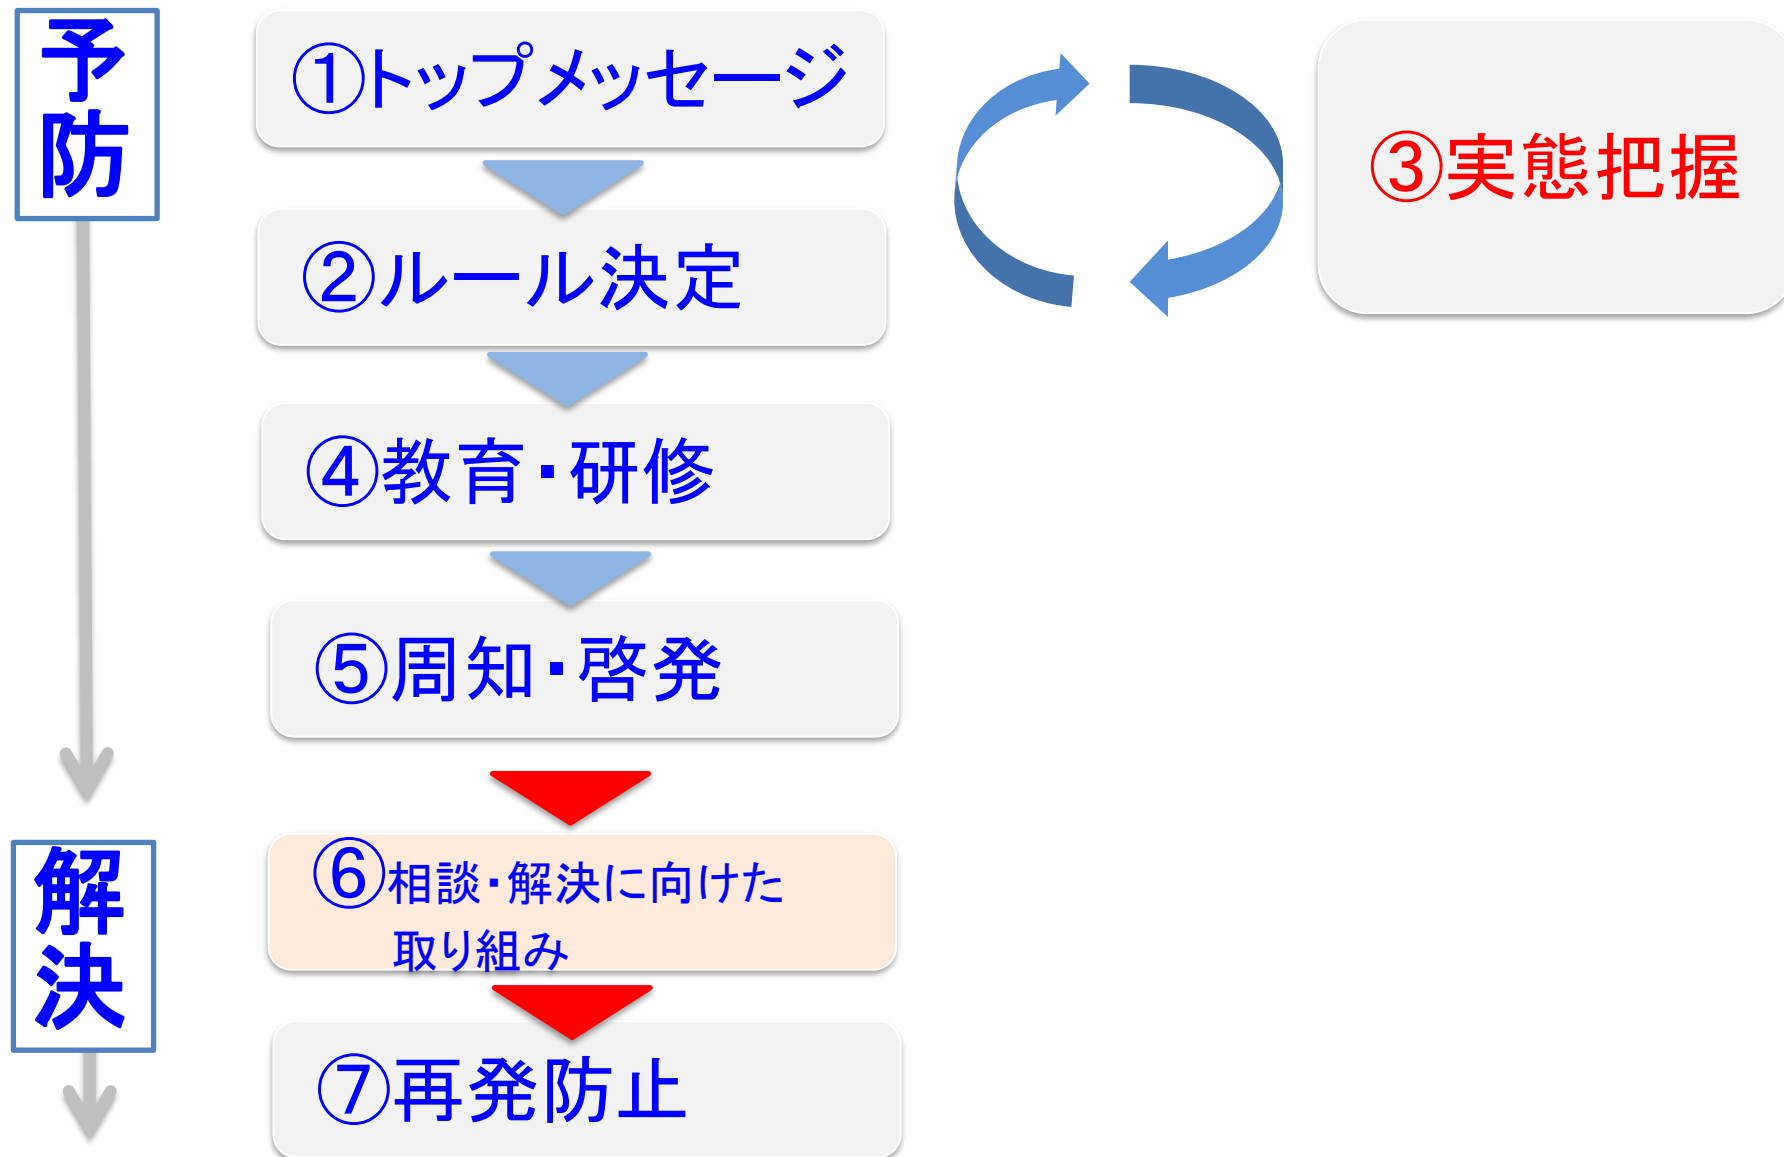 予防
①トップメッセージ
③実態把握
②ルール決定
④教育・研修
⑤周知・啓発
解決
⑥相談・解決に向けた
取り組み
⑦再発防止